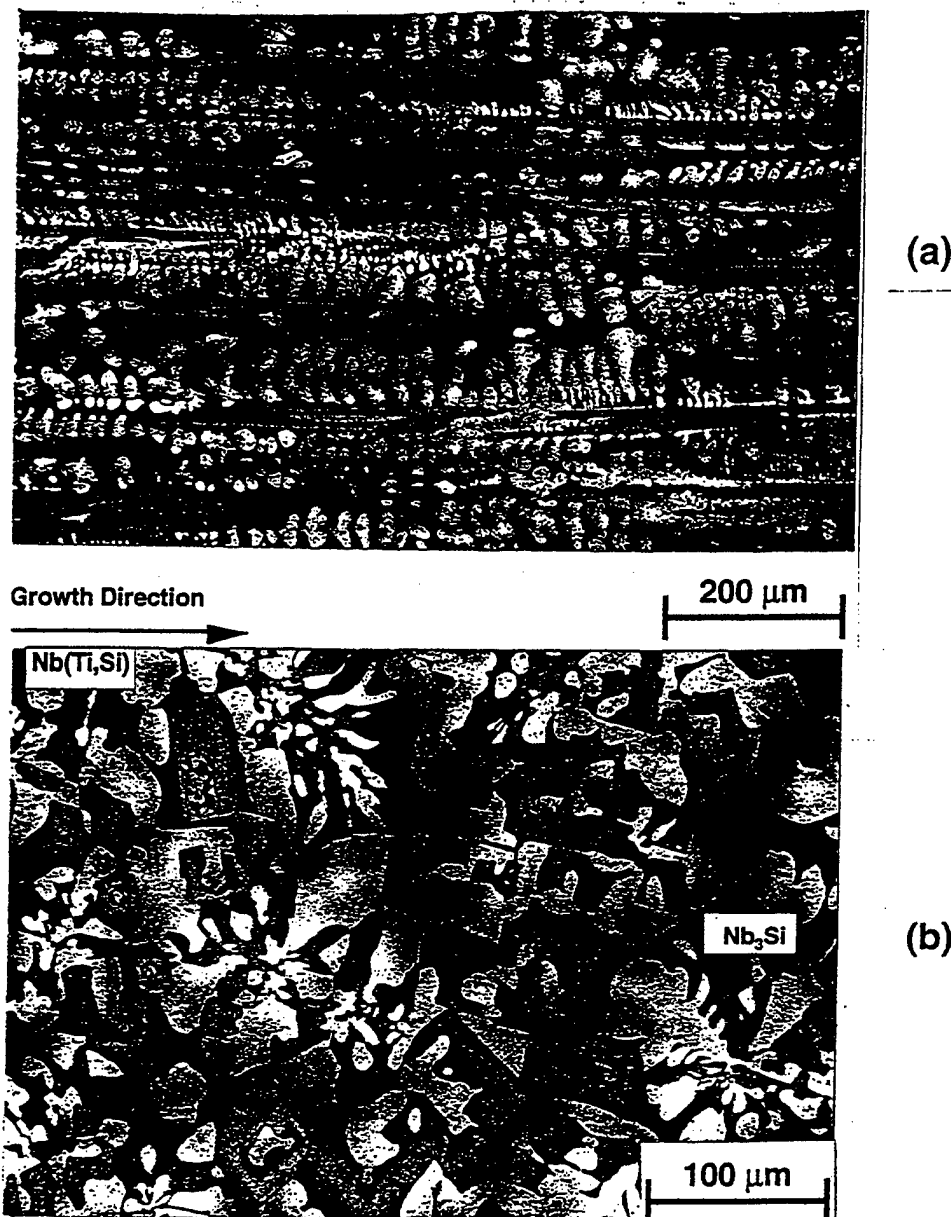 (a)
Growth Direction
200 μm
Nb(Ti,Si)
Nb₃Si
(b)
100 μm